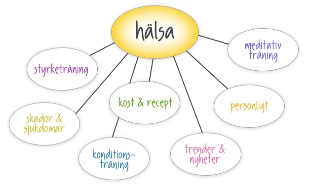 hälsa
meditativ
träning
styrketräning
kost & recept
personligt
skador &
sjukdomar
konditions-
träning
trender &
nyheter